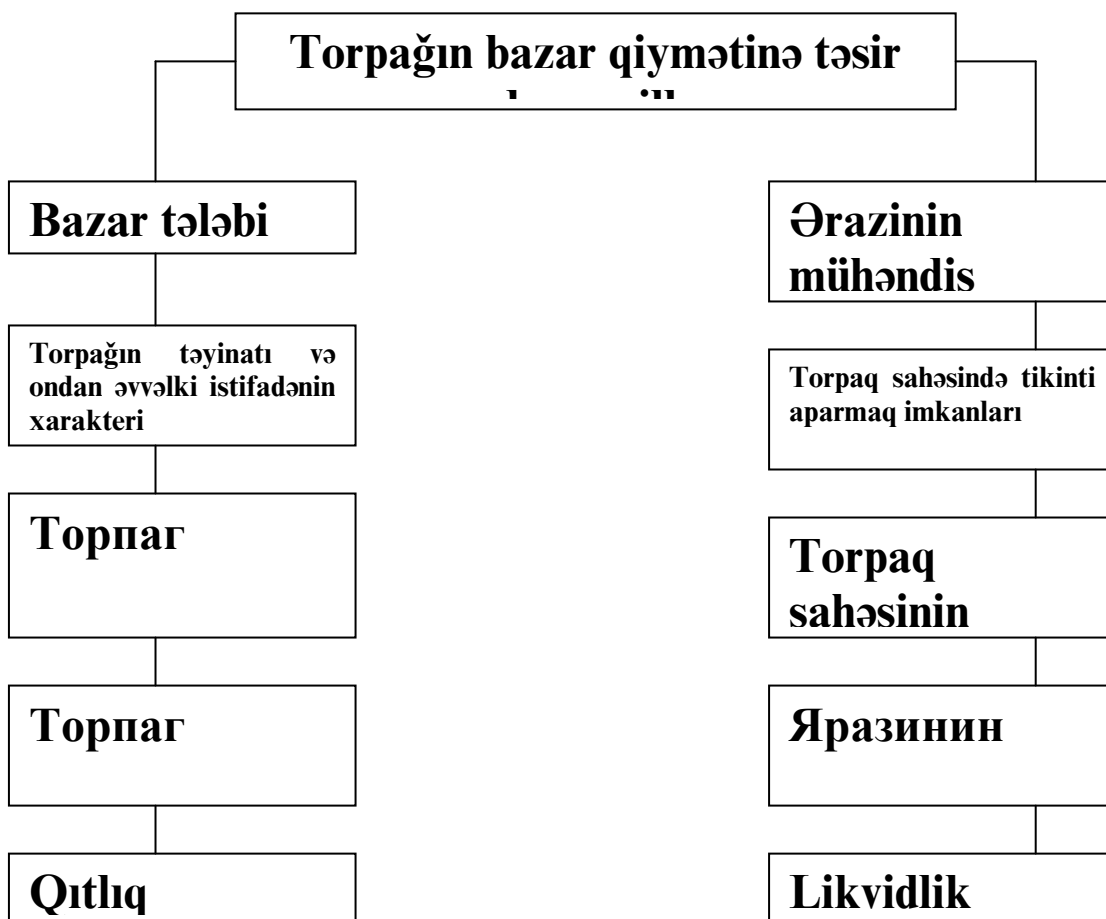 Torpağın bazar qiymətinə təsir
Bazar tələbi
Torpağın təyinatı və
ondan əvvəlki istifadənin
xarakteri
Торпаг
Торпаг
Qıtlıq
Ərazinin
mühəndis
Torpaq sahəsində tikinti
aparmaq imkanları
Torpaq
sahəsinin
Яразинин
Likvidlik